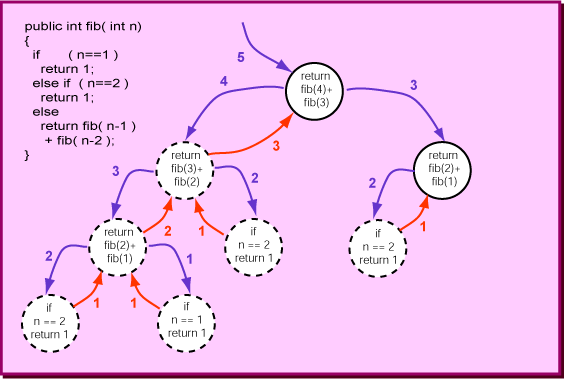 public int fib( int n)
{
if ( n==1 )
return 1;
else if ( n==2 )
return 1;
else
return fib( n-1 )
+ fib( n-2 );
}
5
return
fib(4)+
fib(3)
4
3
3
return
fib(3)+
fib(2)
return
fib(2)+
fib(1)
3
2
2
2
1
1
return
fib(2)+
fib(1)
if
n == 2
return 1
if
n == 2
return 1
2
1
1
1
if
n == 2
return 1
if
n == 1
return 1